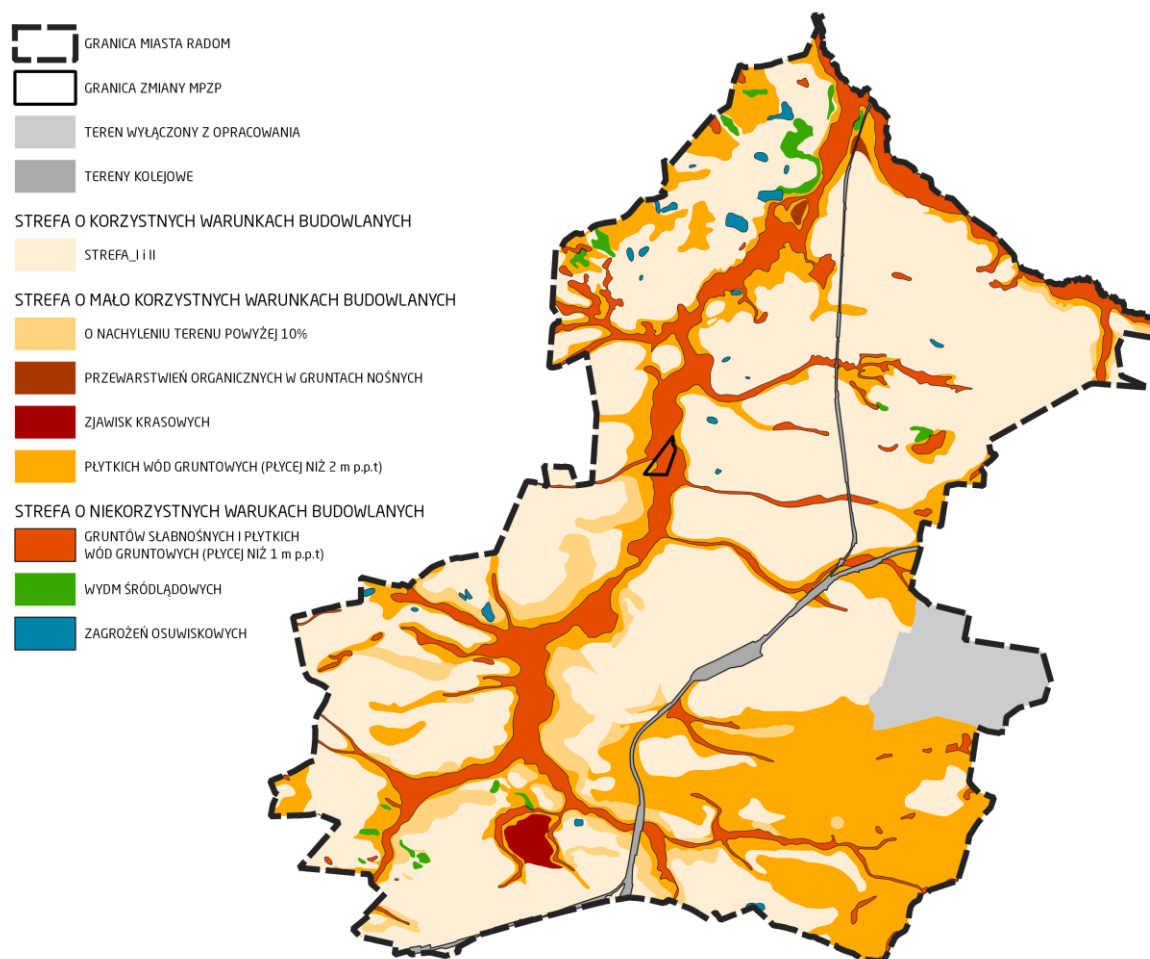 GRANICA MIASTA RADOM
GRANICA ZMIANY MPZP
TEREN WYŁĄCZONY Z OPRACOWANIA
TERENY KOLEJOWE
STREFA O KORZYSTNYCH WARUNKACH BUDOWLANYCH
STREFA_I i II
STREFA O MAŁO KORZYSTNYCH WARUNKACH BUDOWLANYCH
O NACHYLENIU TERENU POWYŻEJ 10%
PRZEWARSTWIEŃ ORGANICZNYCH W GRUNTACH NOŚNYCH
ZJAWISK KRASOWYCH
PŁYTKICH WÓD GRUNTOWYCH (PŁYCEJ NIŻ 2 m p.p.t)
STREFA O NIEKORZYSTNYCH WARUKACH BUDOWLANYCH
GRUNTÓW SŁABNOŚNYCH I PŁYTKICH
WÓD GRUNTOWYCH (PŁYCEJ NIŻ 1 m p.p.t)
WYDM ŚRÓDLĄDOWYCH
ZAGROŻEŃ OSUWISKOWYCH